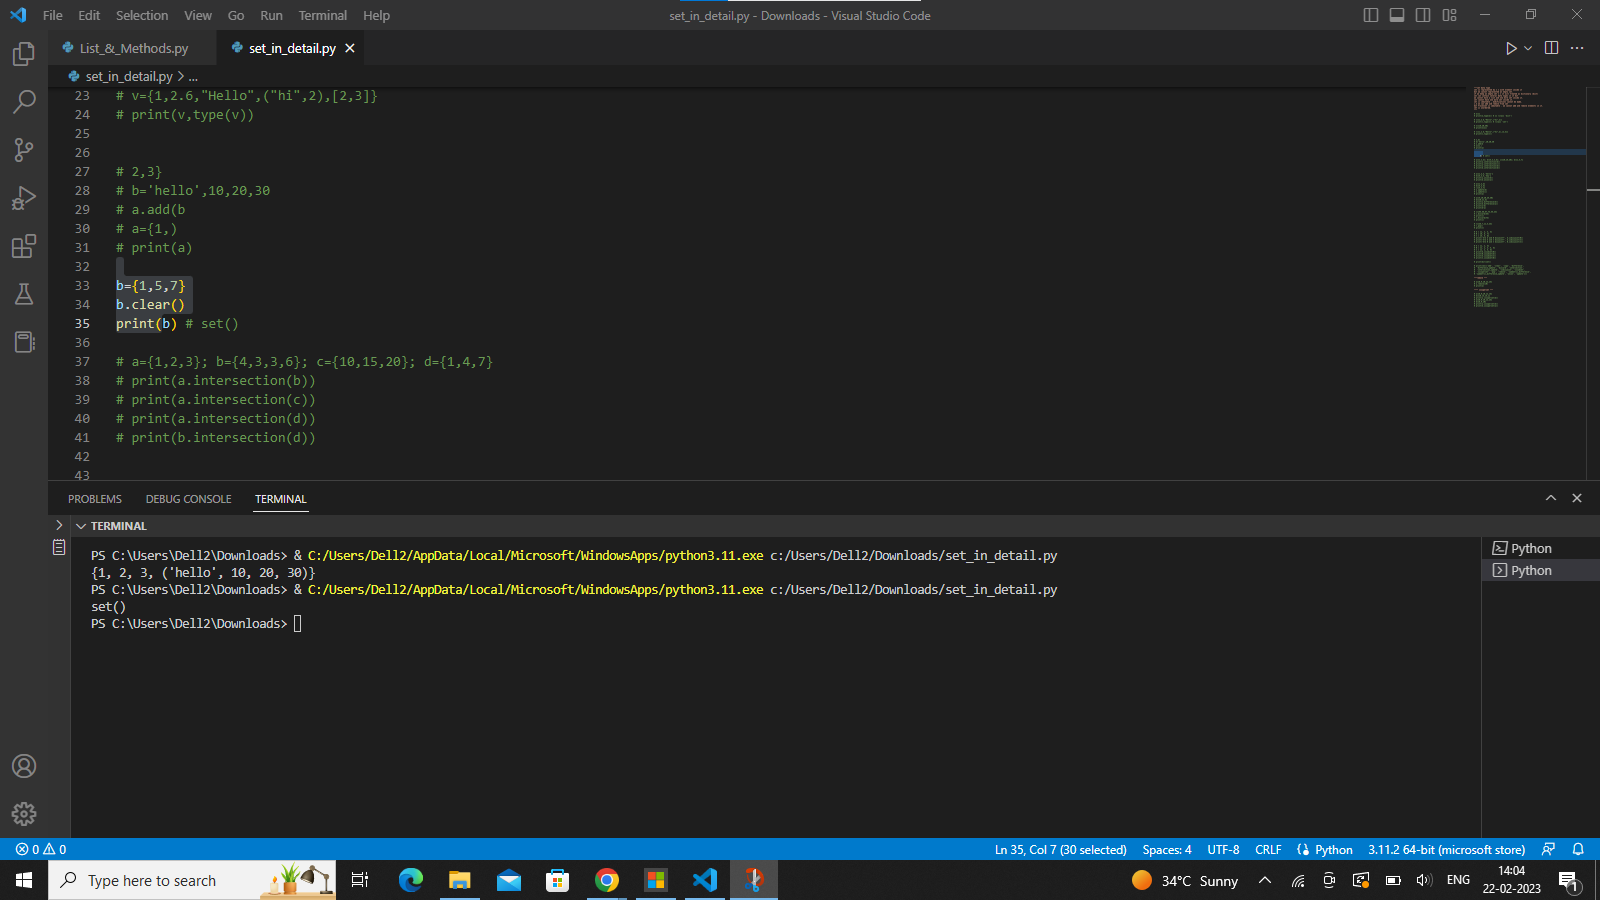 File Edit Selection View Go Run Terminal Help
set_in_detail.py - Downloads - Visual Studio Code
List_&_Methods.py
set_in_detail.py
set_in_detail.py > ...
23 # v={1,2.6,"Hello",("hi",2),[2,3]}
24 # print(v,type(v))
25
26
27 # 2,3}
28 # b='hello',10,20,30
29 # a.add(b
30 # a={1,)
31 # print(a)
32
33 b={1,5,7}
34 b.clear()
35 print(b) # set()
36
37 # a={1,2,3}; b={4,3,3,6}; c={10,15,20}; d={1,4,7}
38 # print(a.intersection(b))
39 # print(a.intersection(c))
40 # print(a.intersection(d))
41 # print(b.intersection(d))
42
43
PROBLEMS DEBUG CONSOLE TERMINAL
TERMINAL
PS C:\Users\Dell2\Downloads> & C:/Users/Dell2/AppData/Local/Microsoft/WindowsApps/python3.11.exe c:/Users/Dell2/Downloads/set_in_detail.py
{1, 2, 3, ('hello', 10, 20, 30)}
PS C:\Users\Dell2\Downloads> & C:/Users/Dell2/AppData/Local/Microsoft/WindowsApps/python3.11.exe c:/Users/Dell2/Downloads/set_in_detail.py
set()
PS C:\Users\Dell2\Downloads>
Python
Python
0 0
Ln 35, Col 7 (30 selected) Spaces: 4 UTF-8 CRLF Python 3.11.2 64-bit (microsoft store)
Type here to search
34°C Sunny
ENG
14:04
22-02-2023
1